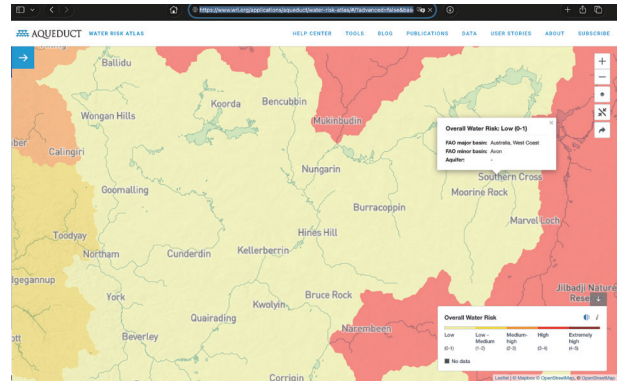 https://www.wri.org/applications/aqueduct/water-risk-atlas/#/?advanced=false&bas
AQUEDUCT WATER RISK ATLAS
HELP CENTER TOOLS BLOG PUBLICATIONS DATA USER STORIES ABOUT SUBSCRIBE
Ballidu
Koorda Bencubbin
Wongan Hills
Mukinbudin
Calingiri
Overall Water Risk: Low (0-1)
FAO major basin: Australia, West Coast
FAO minor basin: Avon
Aquifer: -
Nungarin
Southern Cross
Goomalling
Moorine Rock
Burracoppin
Marvel Loch
Toodyay
Hines Hill
Northam
Cunderdin
Kellerberrin
Jilbadji Nature
Rese
York
Kwolyin
Bruce Rock
Quairading
Narembeen
Beverley
Corrigin
Overall Water Risk
Low Low - Medium Medium-high High Extremely high
(0-1) (1-2) (2-3) (3-4) (4-5)
No data
Leaflet | © Mapbox © OpenStreetMap, © OpenStreetMap